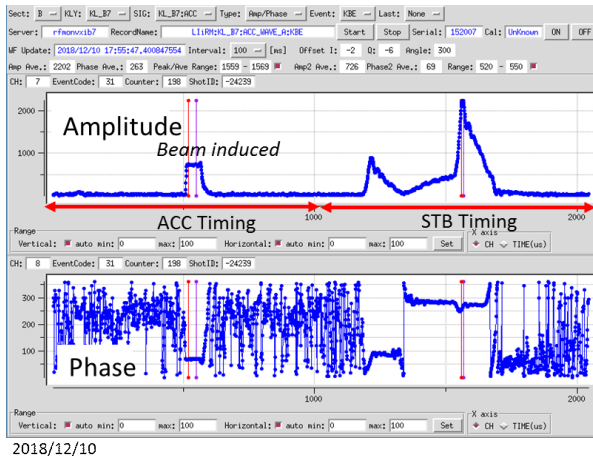 Sect: B KLY: KL_B7 SIG: KL_B7:ACC Type: Amp/Phase Event: KBE Last: None
Server: rfmonvxib7 RecordName: LIiRM:KL_B7:ACC_WAVE_A:KBE Start Stop Serial: 152007 Cal: UnKnown ON OFF
WF Update: 2018/12/10 17:55:47.400847554 Interval: 100 [ms] Offset I: -2 Q: -6 Angle: 300
Amp Ave.: 2202 Phase Ave.: 263 Peak/Ave Range: 1559 - 1569 Amp2 Ave.: 726 Phase2 Ave.: 69 Range: 520 - 550
CH: 7 EventCode: 31 Counter: 198 ShotID: -24239
2000
Amplitude
Beam induced
1000
0
1000
2000
ACC Timing
STB Timing
Range
X axis
Vertical: auto min: 0 max: 100 Horizontal: auto min: 0 max: 100 Set CH TIME(us)
CH: 8 EventCode: 31 Counter: 198 ShotID: -24239
300
200
100
Phase
1000
2000
Range
X axis
Vertical: auto min: 0 max: 100 Horizontal: auto min: 0 max: 100 Set CH TIME(us)
2018/12/10